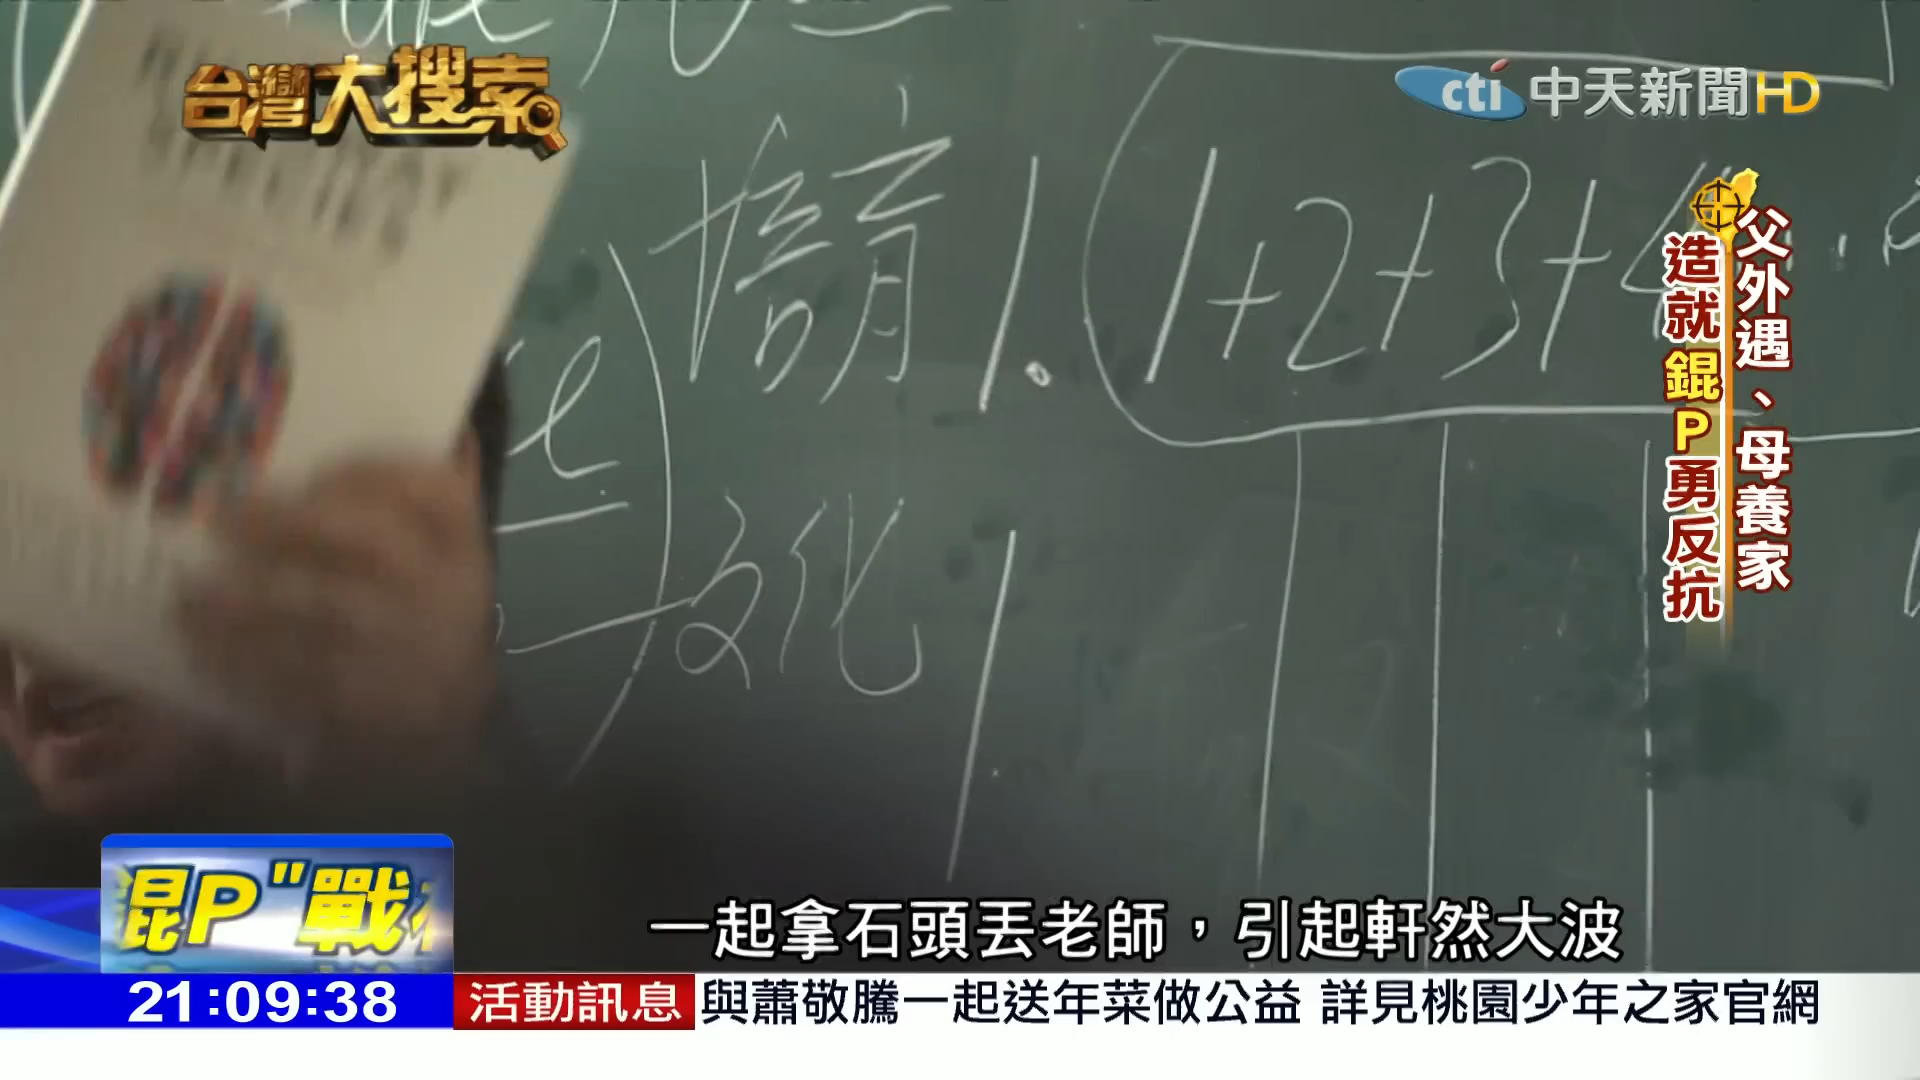 台灣大搜索
cti 中天新聞HD
父外遇、母養家
造就錕P勇反抗
培育 1. (1+2+3+4
文化
混P"戰
一起拿石頭丟老師，引起軒然大波
21:09:38
活動訊息 與蕭敬騰一起送年菜做公益 詳見桃園少年之家官網